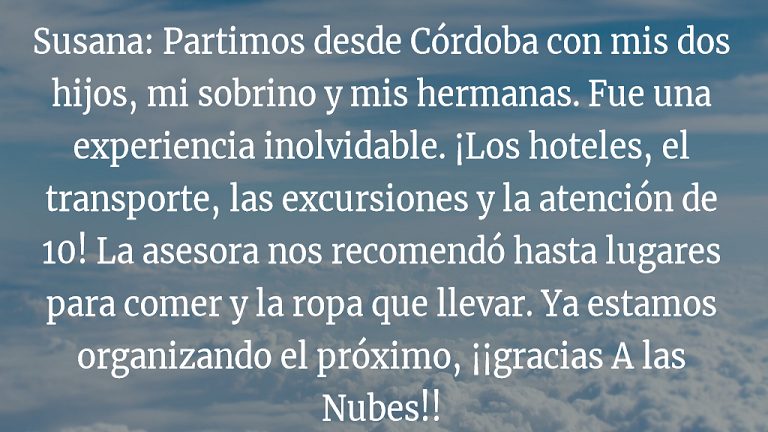 Susana: Partimos desde Córdoba con mis dos
hijos, mi sobrino y mis hermanas. Fue una
experiencia inolvidable. ¡Los hoteles, el
transporte, las excursiones y la atención de
10! La asesora nos recomendó hasta lugares
para comer y la ropa que llevar. Ya estamos
organizando el próximo, ¡¡gracias A las
Nubes!!